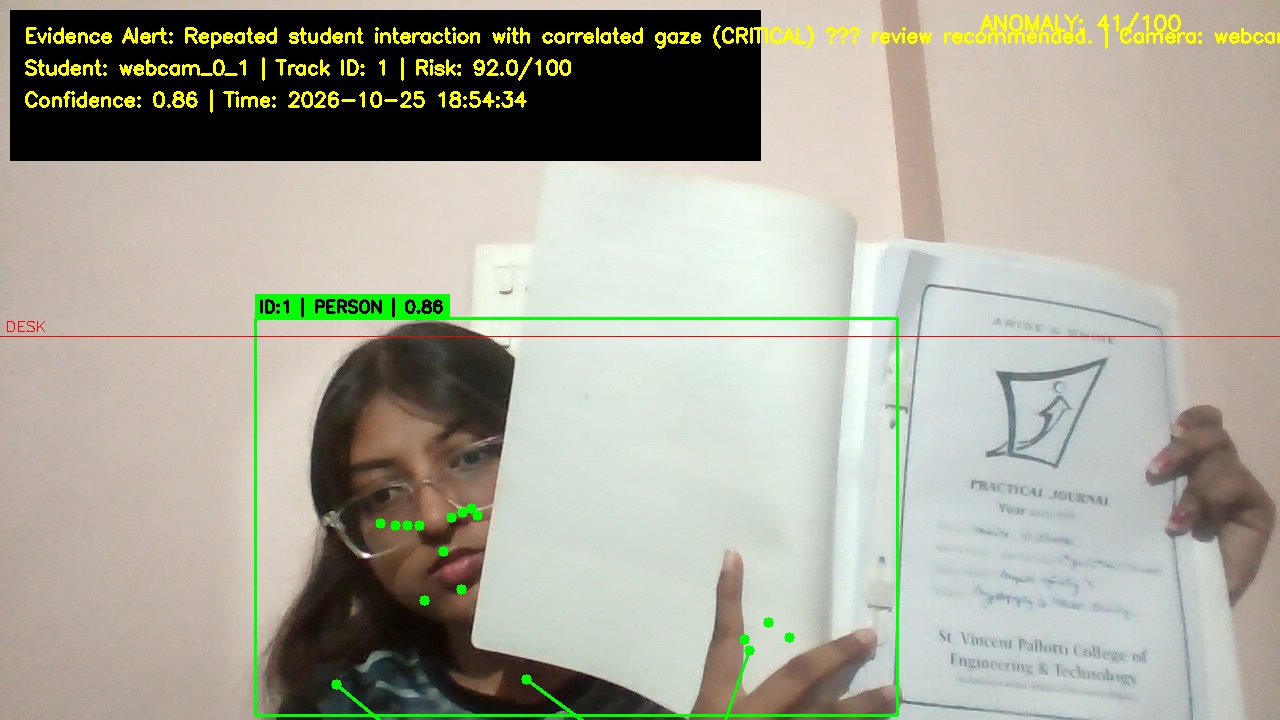 ANOMALY: 41/100
Evidence Alert: Repeated student interaction with correlated gaze (CRITICAL) ??? review recommended. | Camera: webca
Student: webcam_0_1 | Track ID: 1 | Risk: 92.0/100
Confidence: 0.86 | Time: 2026-10-25 18:54:34
ID:1 | PERSON | 0.86
DESK
ARISE & SHINE
PRACTICAL JOURNAL
Year
St. Vincent Pallotti College of
Engineering & Technology